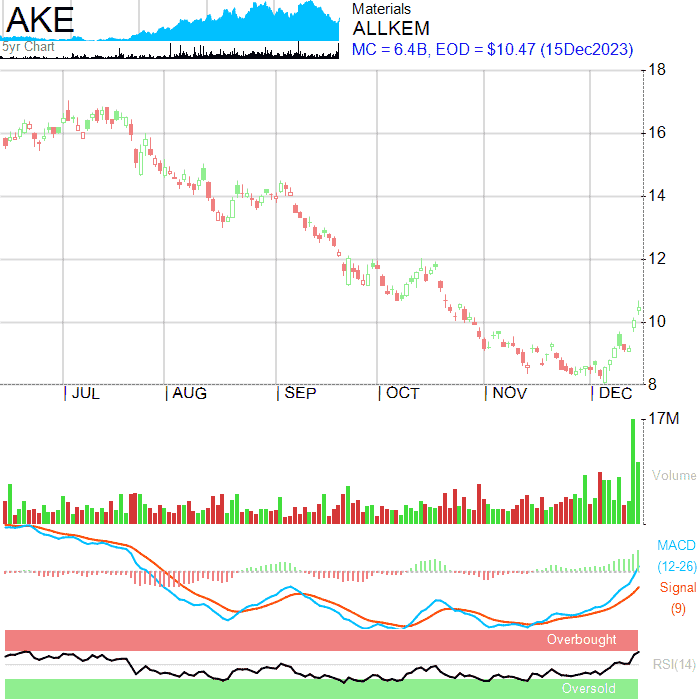 AKE
5yr Chart
Materials
ALLKEM
MC = 6.4B, EOD = $10.47 (15Dec2023)
18
16
14
12
10
8
JUL AUG SEP OCT NOV DEC
17M
Volume
MACD
(12-26)
Signal
(9)
Overbought
RSI(14)
Oversold